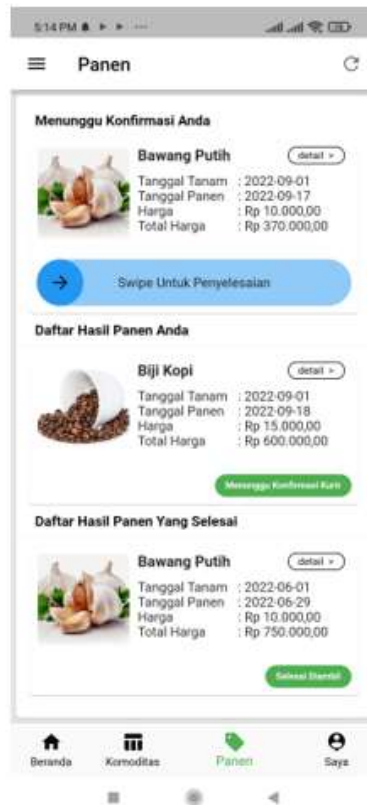 5:14 PM
Panen
Menunggu Konfirmasi Anda
Bawang Putih
detail >
Tanggal Tanam : 2022-09-01
Tanggal Panen : 2022-09-17
Harga : Rp 10.000,00
Total Harga : Rp 370.000,00
Swipe Untuk Penyelesaian
Daftar Hasil Panen Anda
Biji Kopi
detail >
Tanggal Tanam : 2022-09-01
Tanggal Panen : 2022-09-18
Harga : Rp 15.000,00
Total Harga : Rp 600.000,00
Menunggu Konfirmasi Kurir
Daftar Hasil Panen Yang Selesai
Bawang Putih
detail >
Tanggal Tanam : 2022-06-01
Tanggal Panen : 2022-06-29
Harga : Rp 10.000,00
Total Harga : Rp 750.000,00
Selesai Diambil
Beranda
Komoditas
Panen
Saya